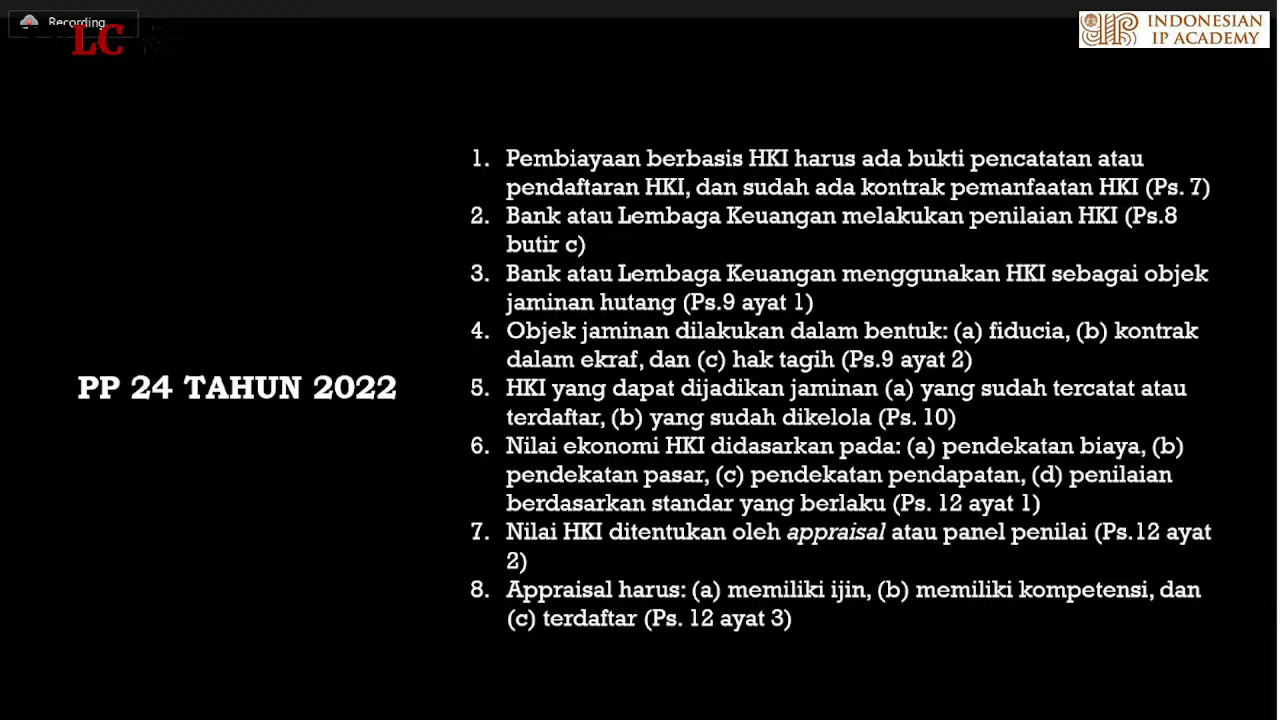 Recording
LC
INDONESIAN
IP ACADEMY
PP 24 TAHUN 2022
1. Pembiayaan berbasis HKI harus ada bukti pencatatan atau
pendaftaran HKI, dan sudah ada kontrak pemanfaatan HKI (Ps. 7)
2. Bank atau Lembaga Keuangan melakukan penilaian HKI (Ps.8
butir c)
3. Bank atau Lembaga Keuangan menggunakan HKI sebagai objek
jaminan hutang (Ps.9 ayat 1)
4. Objek jaminan dilakukan dalam bentuk: (a) fiducia, (b) kontrak
dalam ekraf, dan (c) hak tagih (Ps.9 ayat 2)
5. HKI yang dapat dijadikan jaminan (a) yang sudah tercatat atau
terdaftar, (b) yang sudah dikelola (Ps. 10)
6. Nilai ekonomi HKI didasarkan pada: (a) pendekatan biaya, (b)
pendekatan pasar, (c) pendekatan pendapatan, (d) penilaian
berdasarkan standar yang berlaku (Ps. 12 ayat 1)
7. Nilai HKI ditentukan oleh appraisal atau panel penilai (Ps.12 ayat
2)
8. Appraisal harus: (a) memiliki ijin, (b) memiliki kompetensi, dan
(c) terdaftar (Ps. 12 ayat 3)